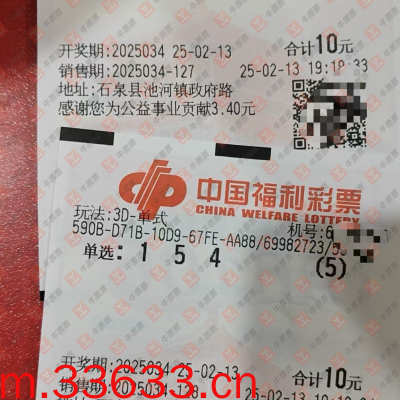 开奖期:2025034 25-02-13 合计10元
销售期:2025034-127 25-02-13 19:18:33
地址:石泉县池河镇政府路
感谢您为公益事业贡献3.40元
中国福利彩票
CHINA WELFARE LOTTERY
玩法:3D-单式 机号:6
590B-D71B-10D9-67FE-AA88/69982723/5
单选: 1 5 4 (5)
开奖期:2025034 25-02-13 合计10元
m.33633.cn